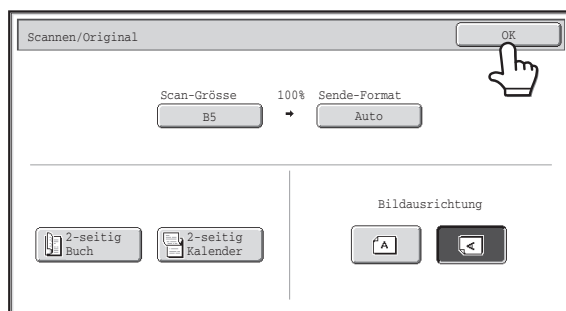 Scannen/Original
OK
Scan-Grösse 100% Sende-Format
B5 Auto
Bildausrichtung
2-seitig
Buch
2-seitig
Kalender
A
A